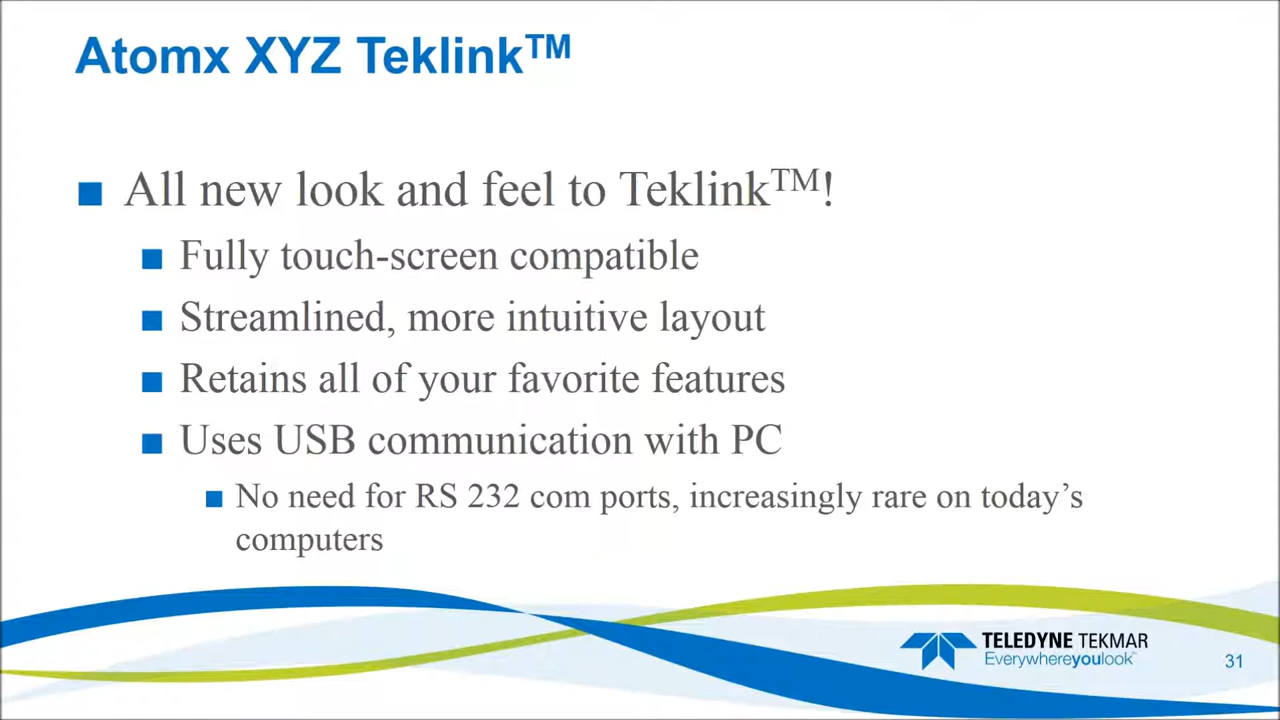 Atomx XYZ Teklink™
All new look and feel to Teklink™!
Fully touch-screen compatible
Streamlined, more intuitive layout
Retains all of your favorite features
Uses USB communication with PC
No need for RS 232 com ports, increasingly rare on today’s
computers
TELEDYNE TEKMAR
Everywhereyoulook™
31